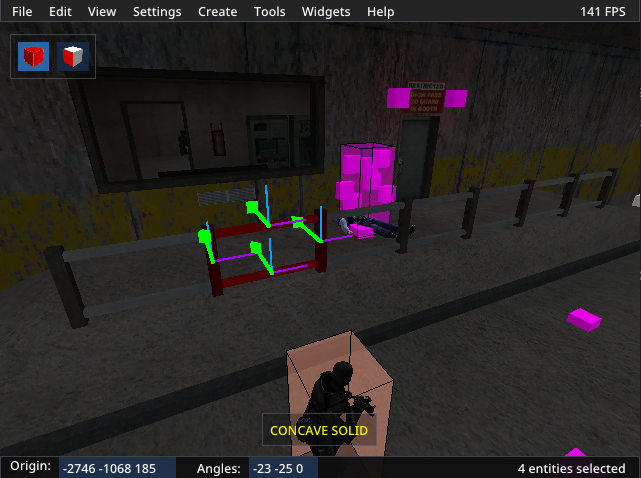 File Edit View Settings Create Tools Widgets Help 141 FPS
RESTRICTED
CONCAVE SOLID
Origin: -2746 -1068 185 Angles: -23 -25 0 4 entities selected